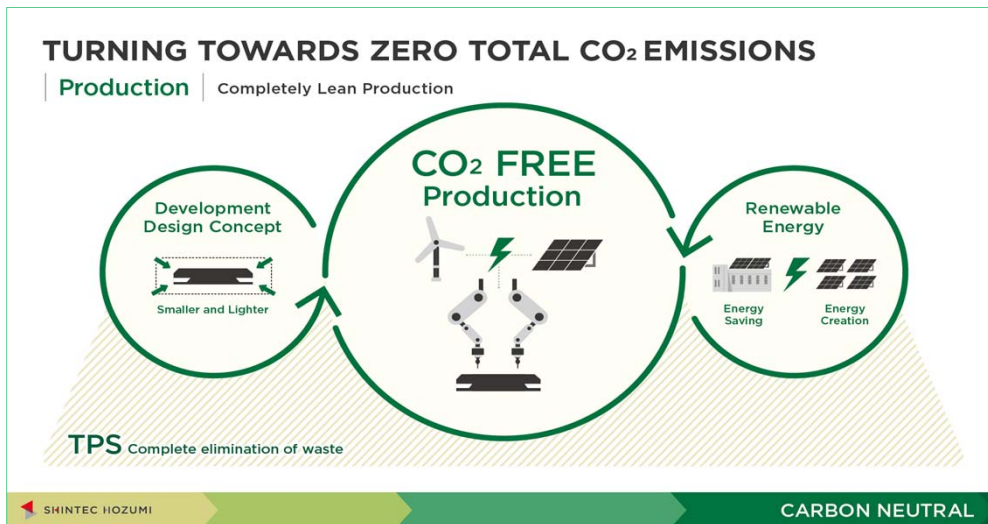 TURNING TOWARDS ZERO TOTAL CO₂ EMISSIONS
Production
Completely Lean Production
CO₂ FREE
Production
Development
Design Concept
Smaller and Lighter
Renewable
Energy
Energy
Saving
Energy
Creation
TPS Complete elimination of waste
SHINTEC HOZUMI
CARBON NEUTRAL